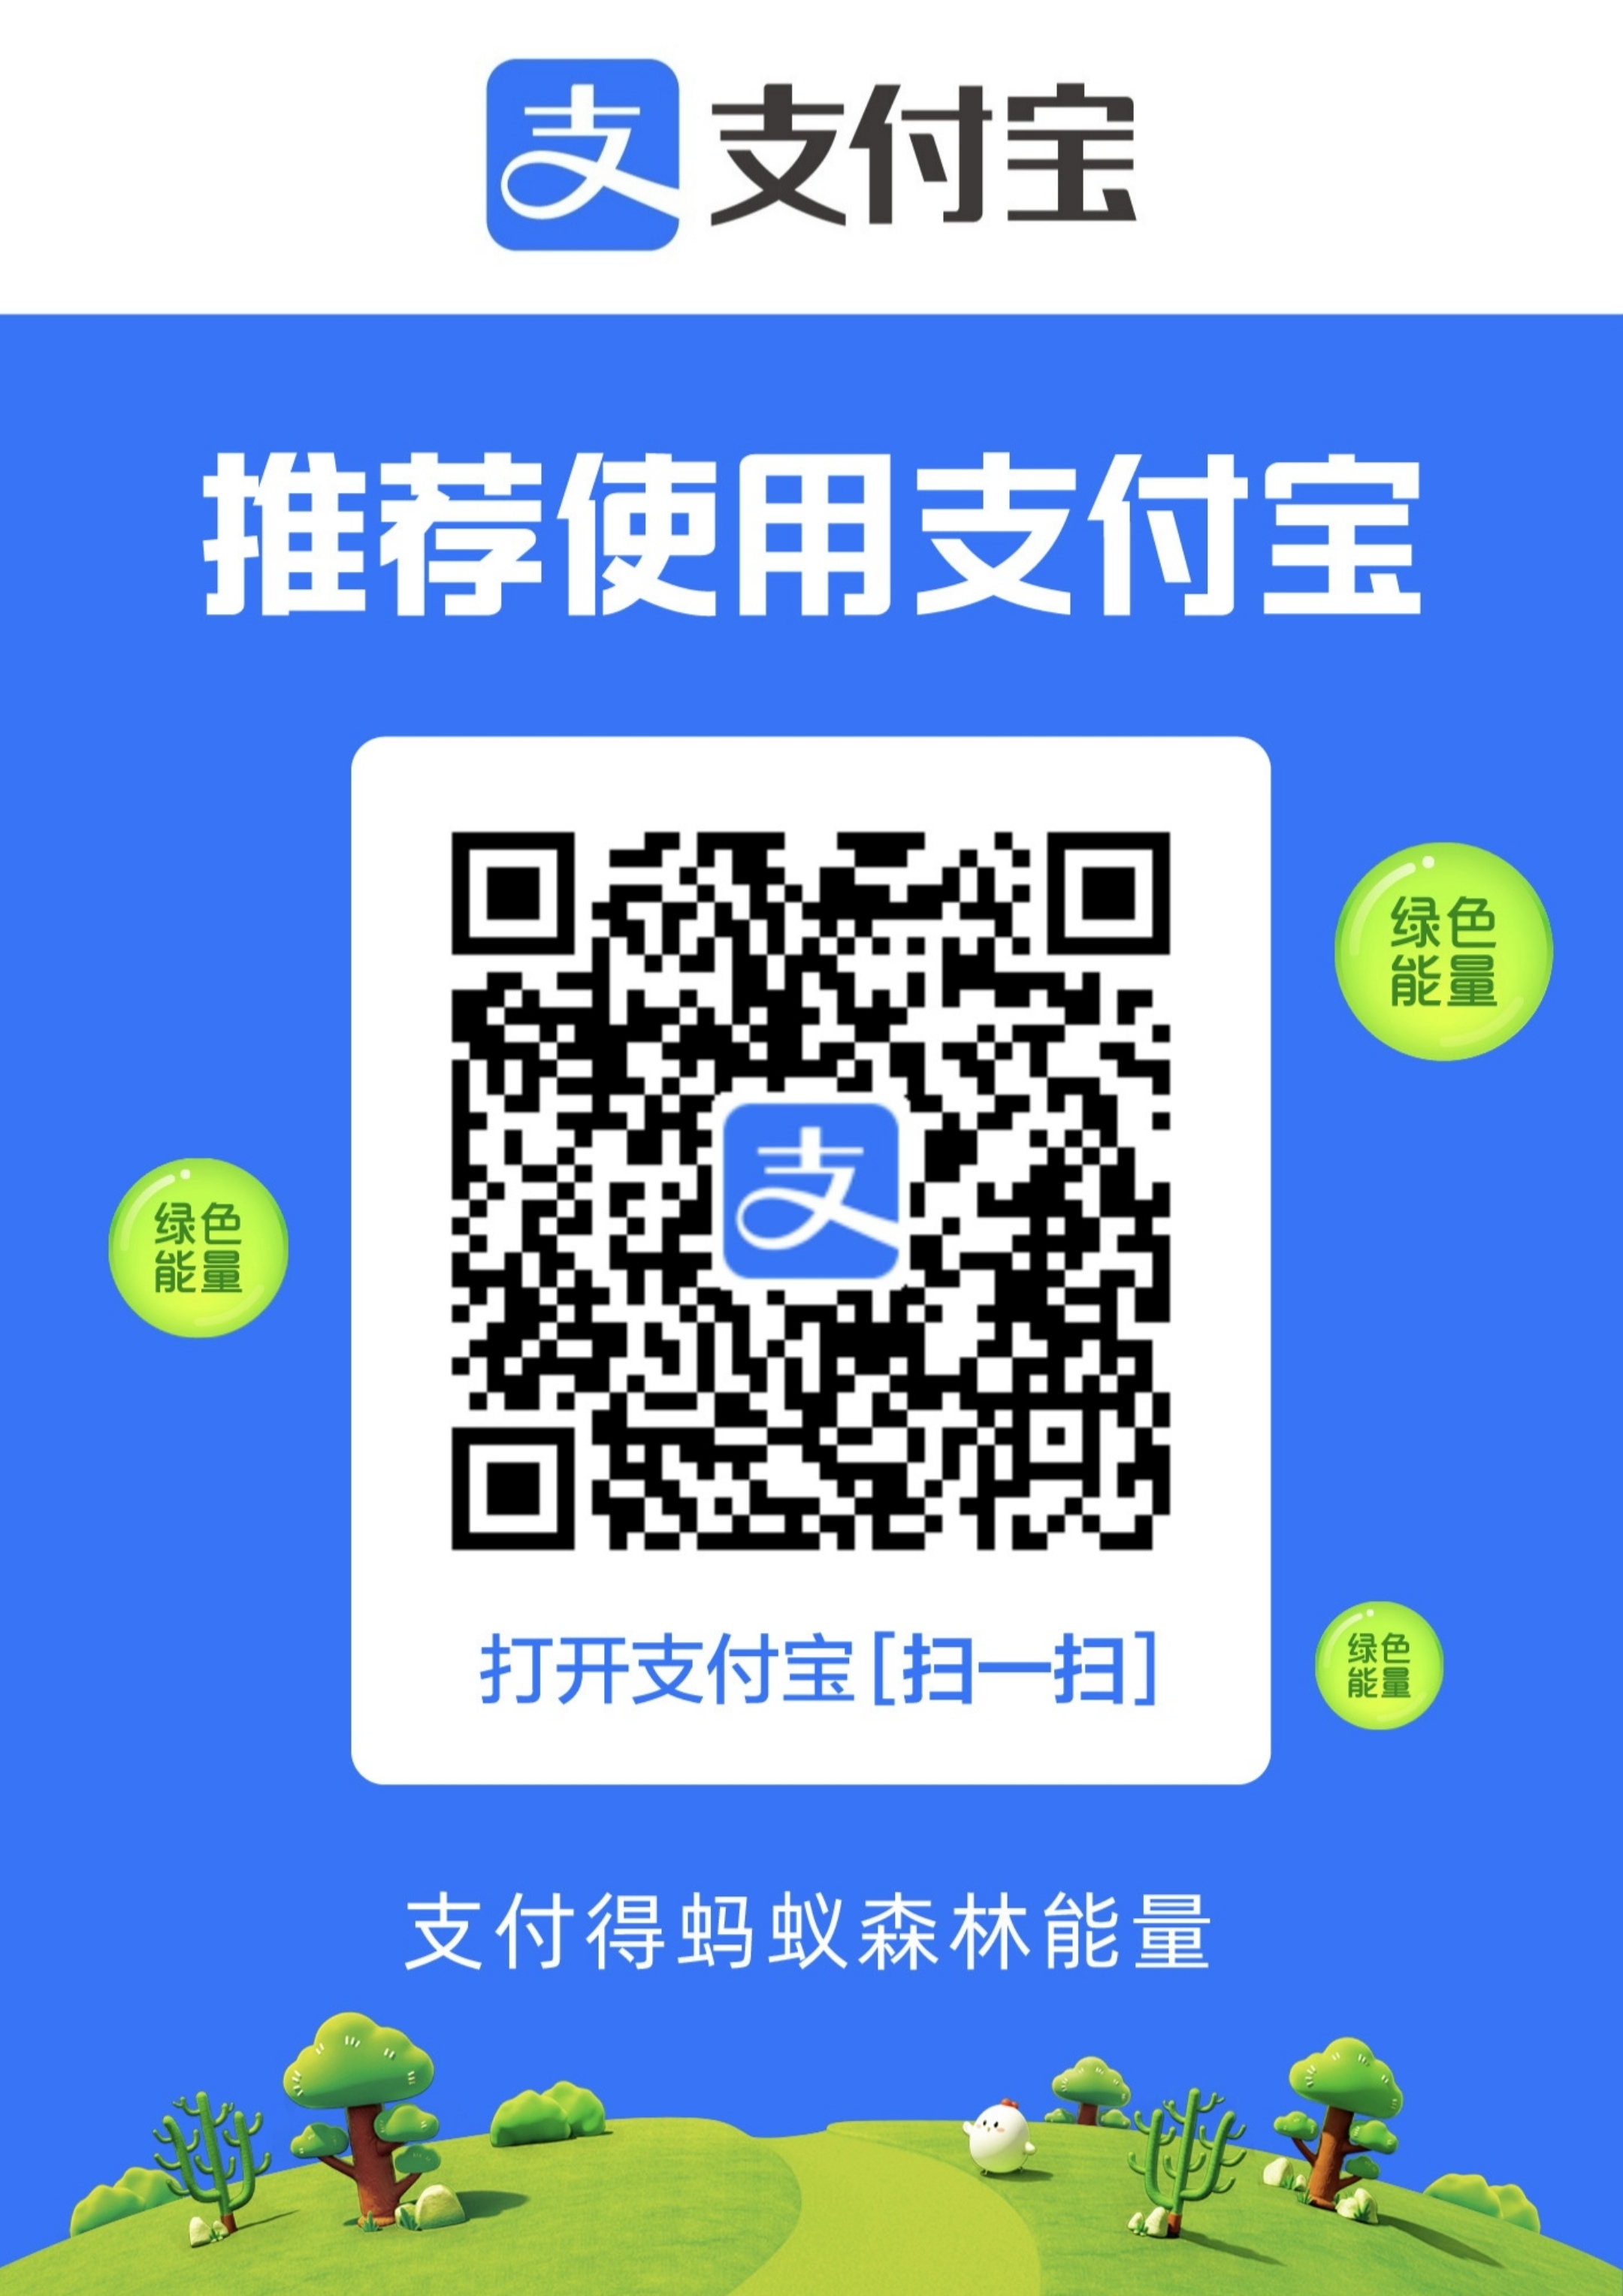 支付宝
推荐使用支付宝
绿色
能量
支
绿色
能量
打开支付宝[扫一扫]
绿色
能量
支付得蚂蚁森林能量